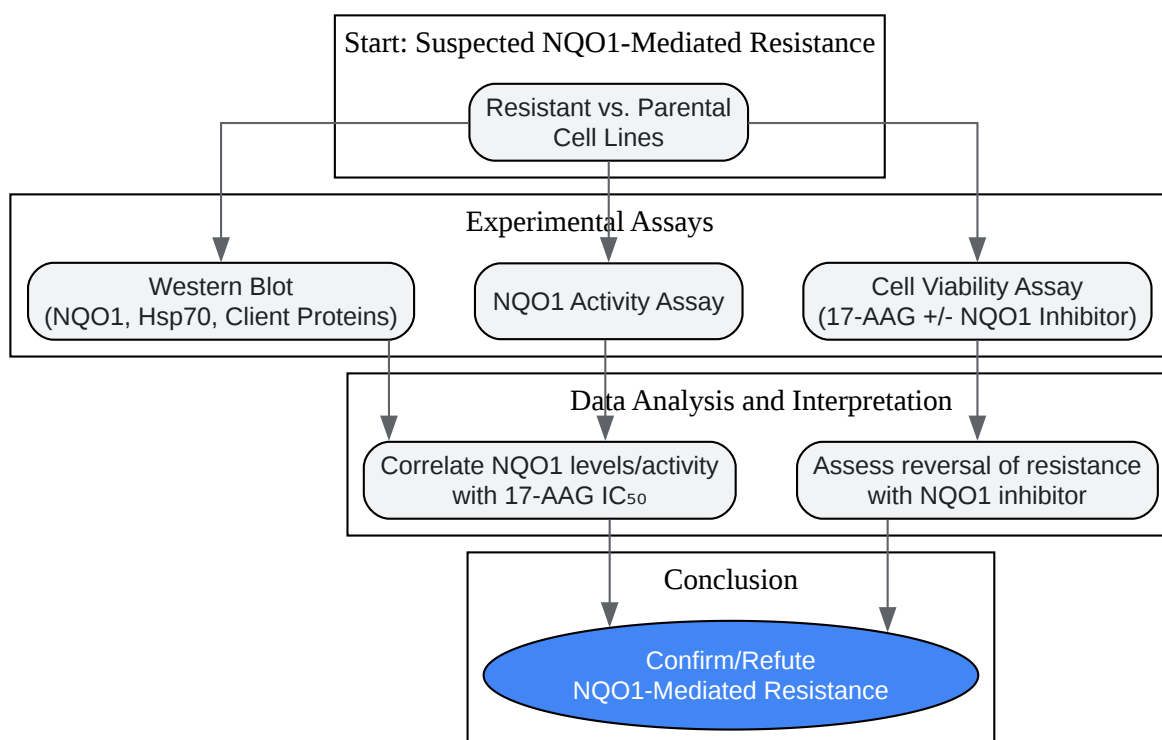 Start: Suspected NQO1-Mediated Resistance
Resistant vs. Parental
Cell Lines
Experimental Assays
Western Blot
(NQO1, Hsp70, Client Proteins)
NQO1 Activity Assay
Cell Viability Assay
(17-AAG +/- NQO1 Inhibitor)
Data Analysis and Interpretation
Correlate NQO1 levels/activity
with 17-AAG IC₅₀
Assess reversal of resistance
with NQO1 inhibitor
Conclusion
Confirm/Refute
NQO1-Mediated Resistance